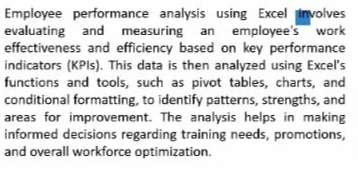 Employee performance analysis using Excel involves
evaluating and measuring an employee's work
effectiveness and efficiency based on key performance
indicators (KPIs). This data is then analyzed using Excel's
functions and tools, such as pivot tables, charts, and
conditional formatting, to identify patterns, strengths, and
areas for improvement. The analysis helps in making
informed decisions regarding training needs, promotions,
and overall workforce optimization.